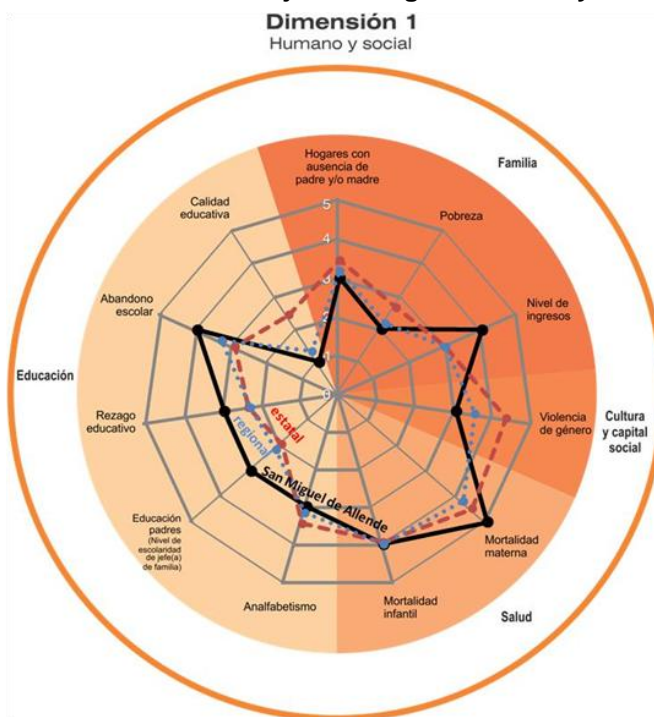 Dimensión 1
Humano y social
Familia
Hogares con
ausencia de
padre y/o madre
Pobreza
Nivel de
ingresos
Cultura
y capital
social
Violencia
de género
Mortalidad
materna
Salud
Mortalidad
infantil
Analfabetismo
Educación
padres
(Nivel de
escolaridad
de jefe(a)
de familia)
Rezago
educativo
Educación
Abandono
escolar
Calidad
educativa
5
4
3
2
1
0
estatal
regional
San Miguel de Allende